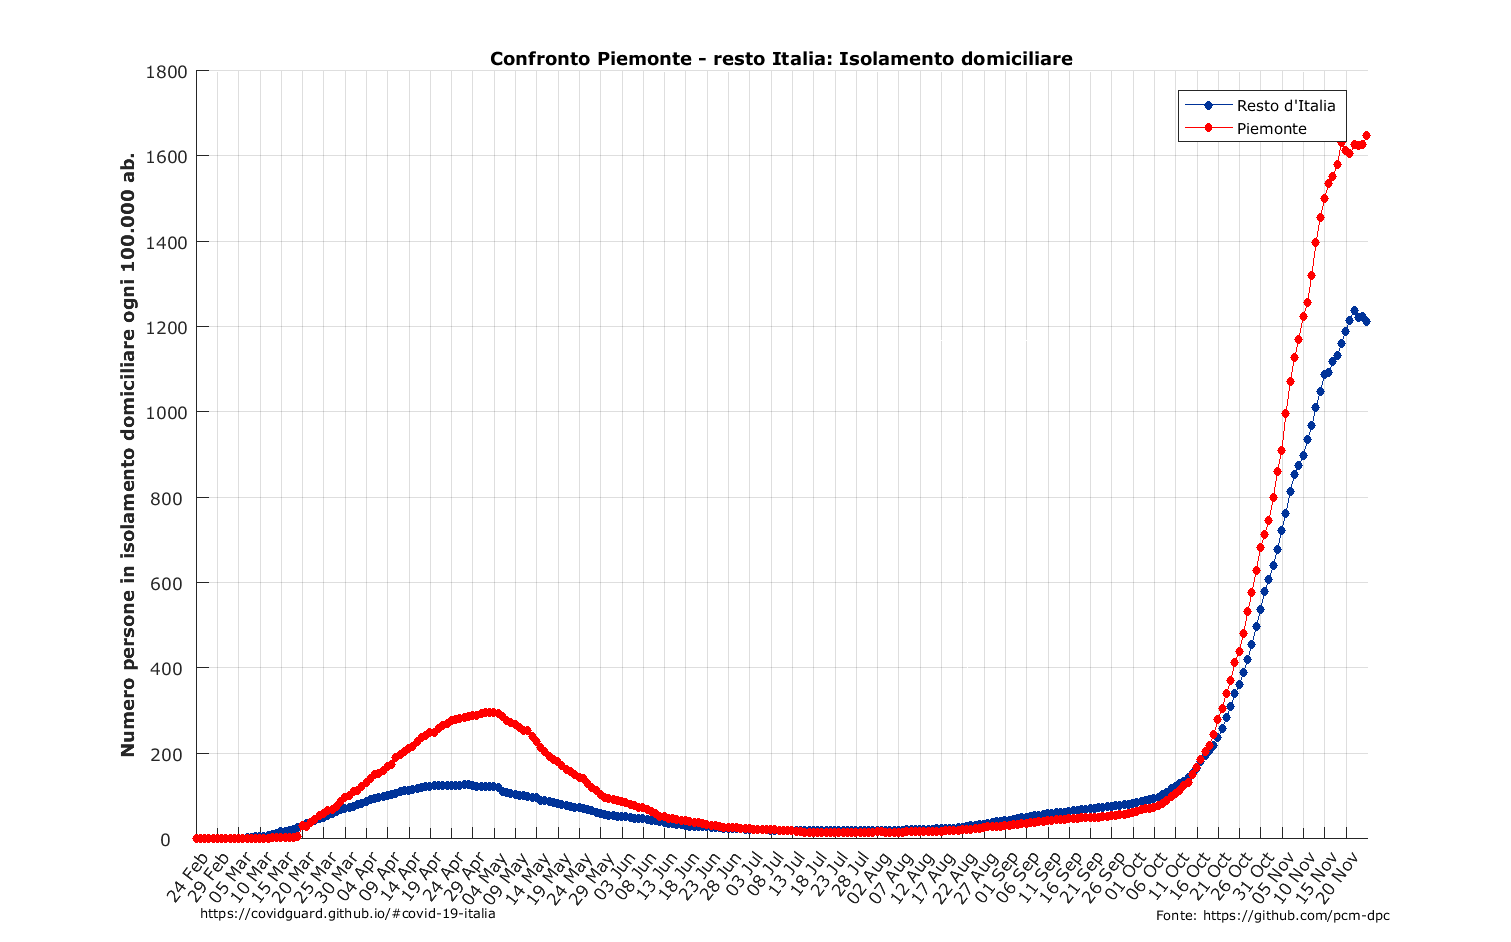 Confronto Piemonte - resto Italia: Isolamento domiciliare
Numero persone in isolamento domiciliare ogni 100.000 ab.
1800
1600
1400
1200
1000
800
600
400
200
0
Resto d'Italia
Piemonte
24 Feb
29 Feb
05 Mar
10 Mar
15 Mar
20 Mar
25 Mar
30 Mar
04 Apr
09 Apr
14 Apr
19 Apr
24 Apr
29 Apr
04 May
09 May
14 May
19 May
24 May
29 May
03 Jun
08 Jun
13 Jun
18 Jun
23 Jun
28 Jun
03 Jul
08 Jul
13 Jul
18 Jul
23 Jul
28 Jul
02 Aug
07 Aug
12 Aug
17 Aug
22 Aug
27 Aug
01 Sep
06 Sep
11 Sep
16 Sep
21 Sep
26 Sep
01 Oct
06 Oct
11 Oct
16 Oct
21 Oct
26 Oct
31 Oct
05 Nov
10 Nov
15 Nov
20 Nov
https://covidguard.github.io/#covid-19-italia
Fonte: https://github.com/pcm-dpc